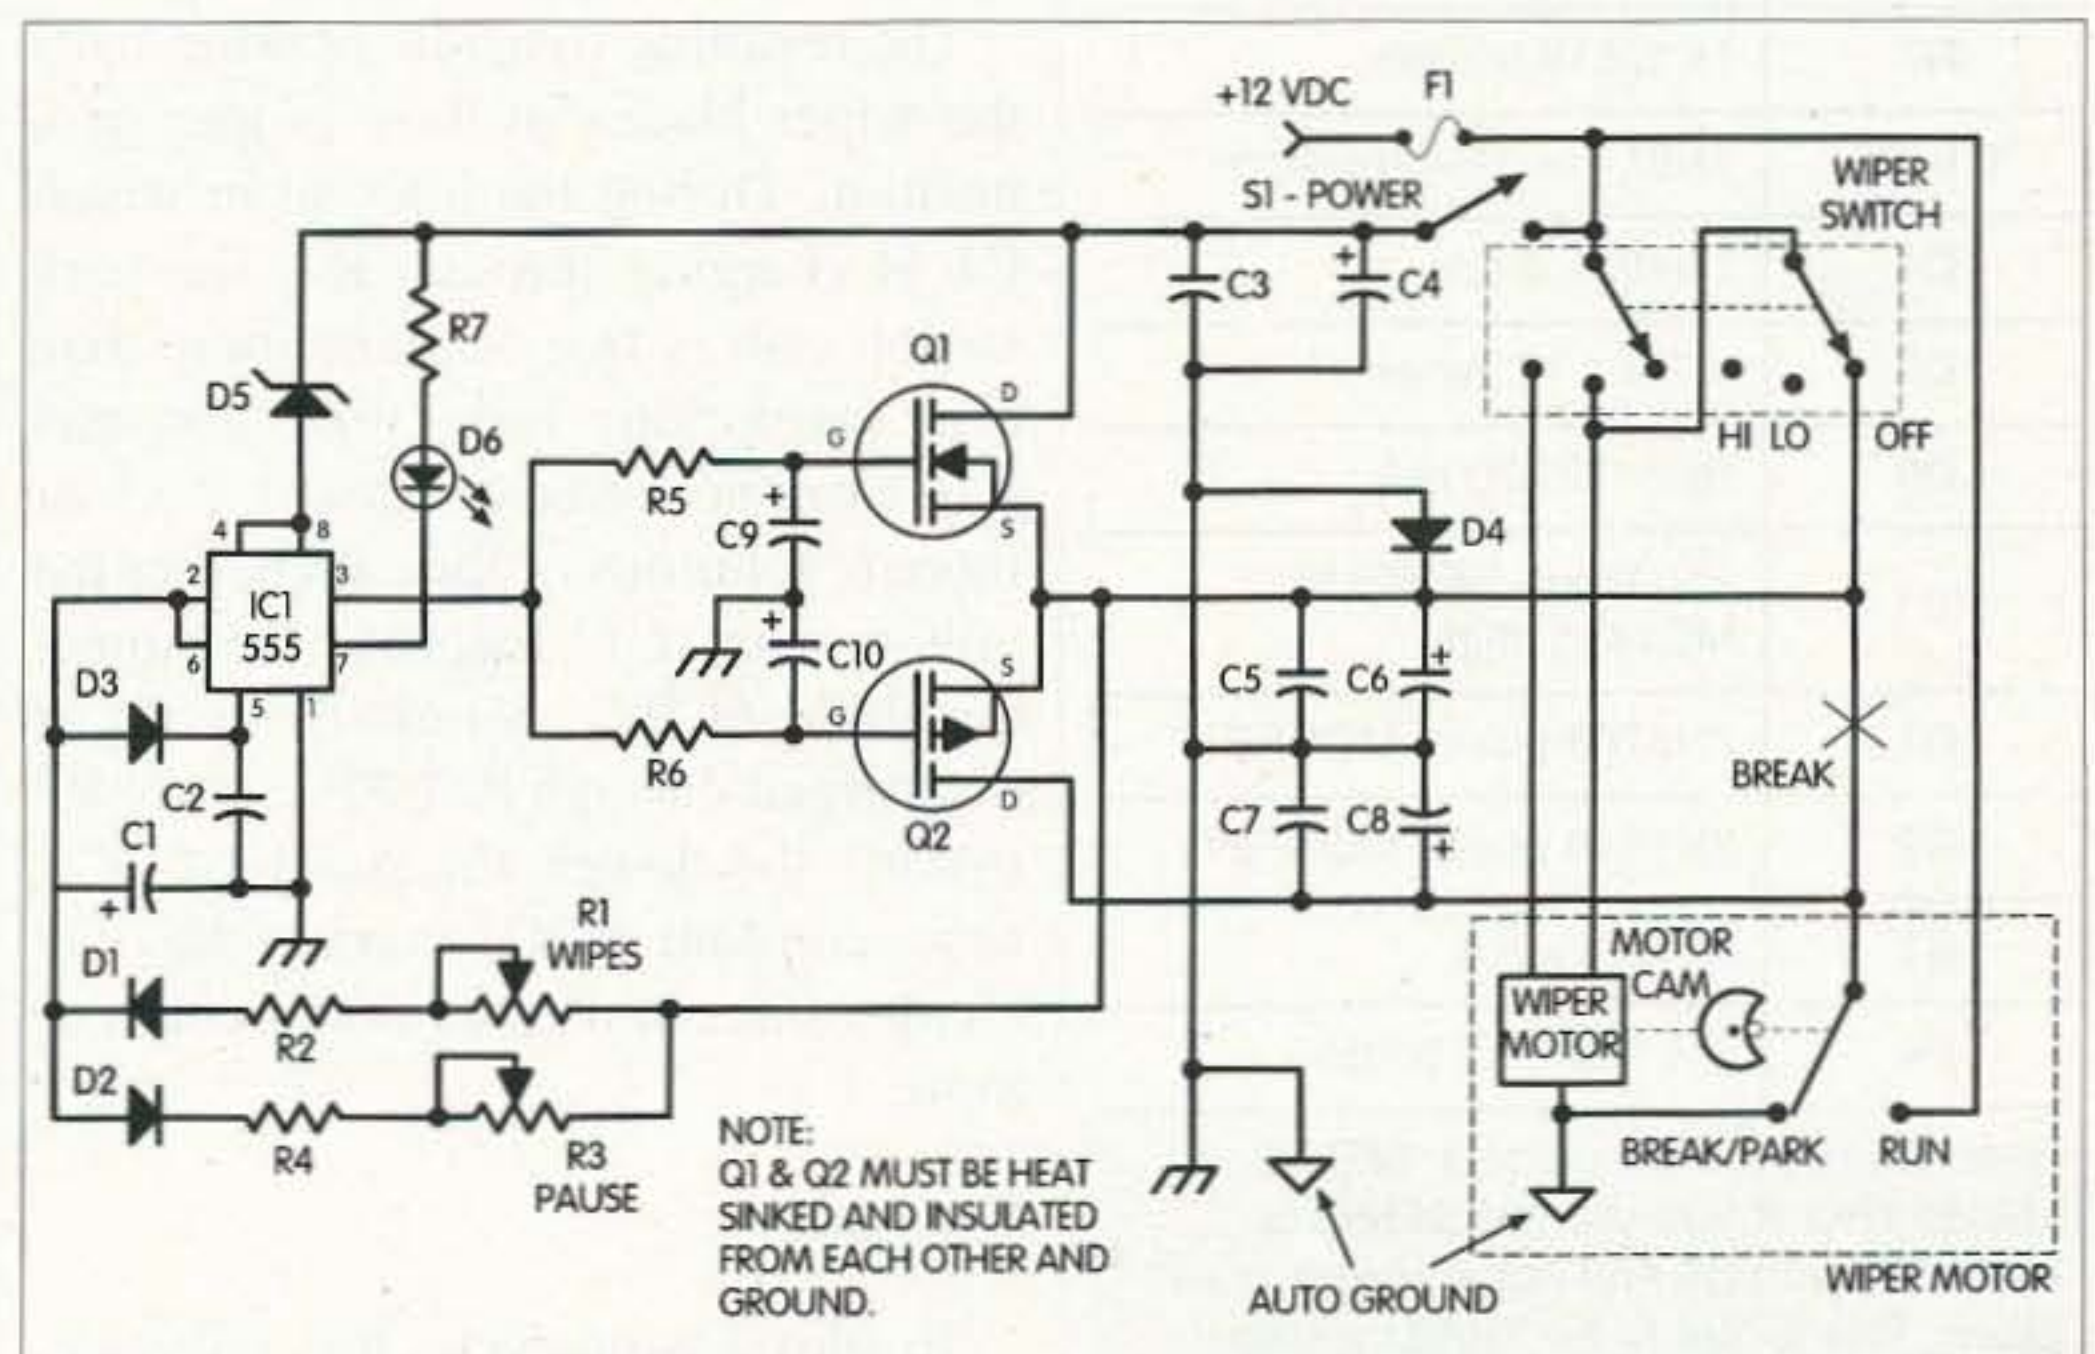 +12 VDC
F1
S1 - POWER
WIPER
SWITCH
R7
D5
D6
Q1
C3
C4
D
G
S
4
8
R5
C9
+
+
HI LO
OFF
D4
2
3
IC1
555
6
7
+
C10
S
C5
C6
+
D3
5
1
G
R6
BREAK
C2
D
Q2
C7
C8
+
C1
+
R1
WIPES
D1
R2
MOTOR
CAM
WIPER
MOTOR
D2
R4
R3
PAUSE
BREAK/PARK
RUN
NOTE:
Q1 & Q2 MUST BE HEAT
SINKED AND INSULATED
FROM EACH OTHER AND
GROUND.
AUTO GROUND
WIPER MOTOR